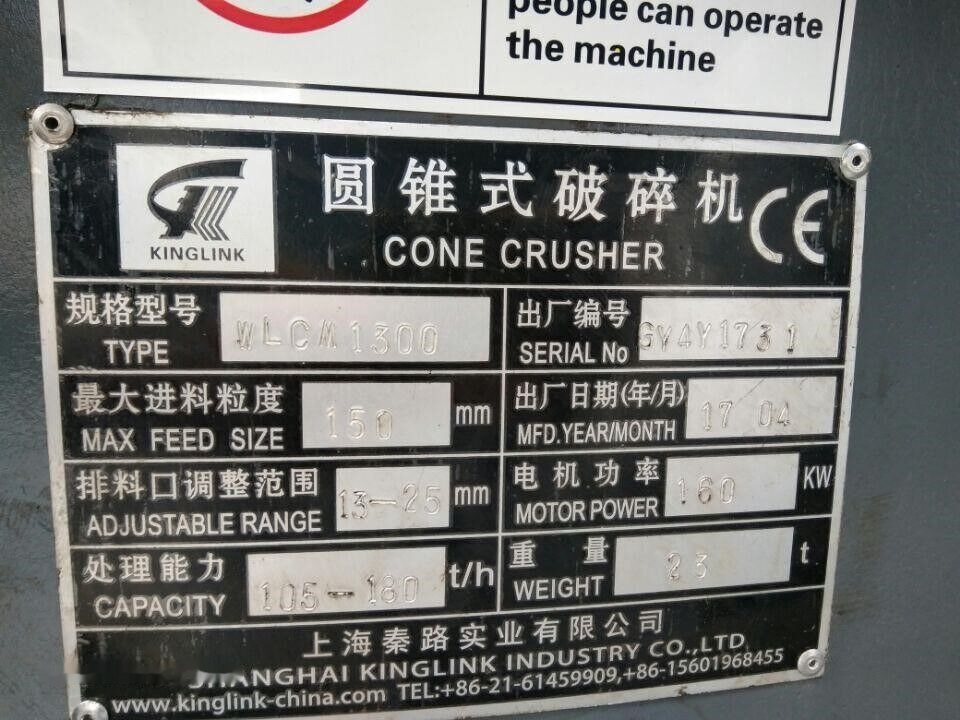 people can operate
the machine
KINGLINK
圆锥式破碎机
CE
CONE CRUSHER
规格型号
TYPE
WLCM1300
出厂编号
SERIAL No
GY4Y1731
最大进料粒度
MAX FEED SIZE
150
mm
出厂日期(年/月)
MFD.YEAR/MONTH
17 04
排料口调整范围
ADJUSTABLE RANGE
13-25
mm
电机功率
MOTOR POWER
160
KW
处理能力
CAPACITY
105-180
t/h
重 量
WEIGHT
23
t
上海秦路实业有限公司
SHANGHAI KINGLINK INDUSTRY CO.,LTD
www.kinglink-china.com TEL:+86-21-61459909,+86-15601968455